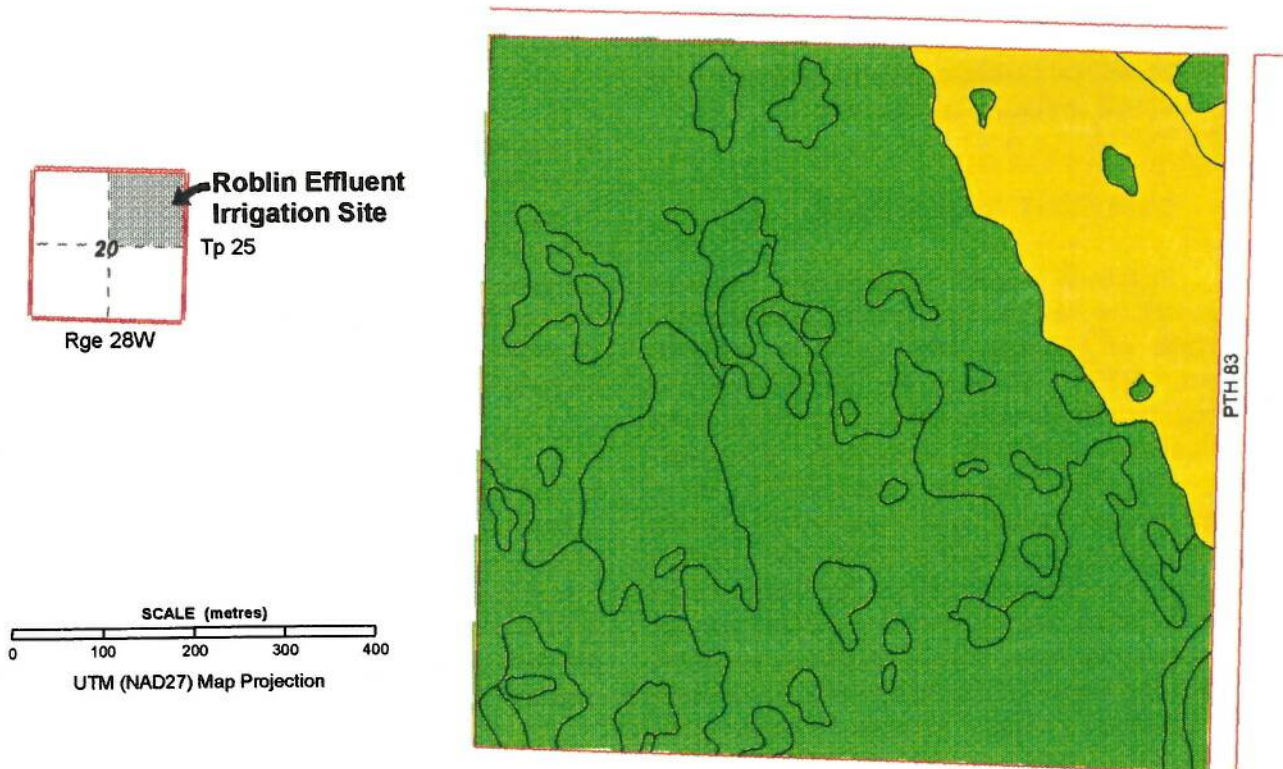 Roblin Effluent
Irrigation Site
20
Tp 25
Rge 28W
PTH 83
SCALE (metres)
0 100 200 300 400
UTM (NAD27) Map Projection